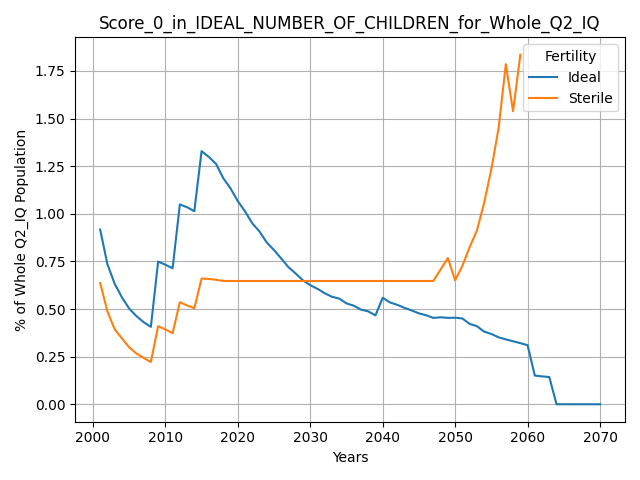 Score_0_in_IDEAL_NUMBER_OF_CHILDREN_for_Whole_Q2_IQ
% of Whole Q2_IQ Population
1.75
1.50
1.25
1.00
0.75
0.50
0.25
0.00
Fertility
Ideal
Sterile
2000 2010 2020 2030 2040 2050 2060 2070
Years